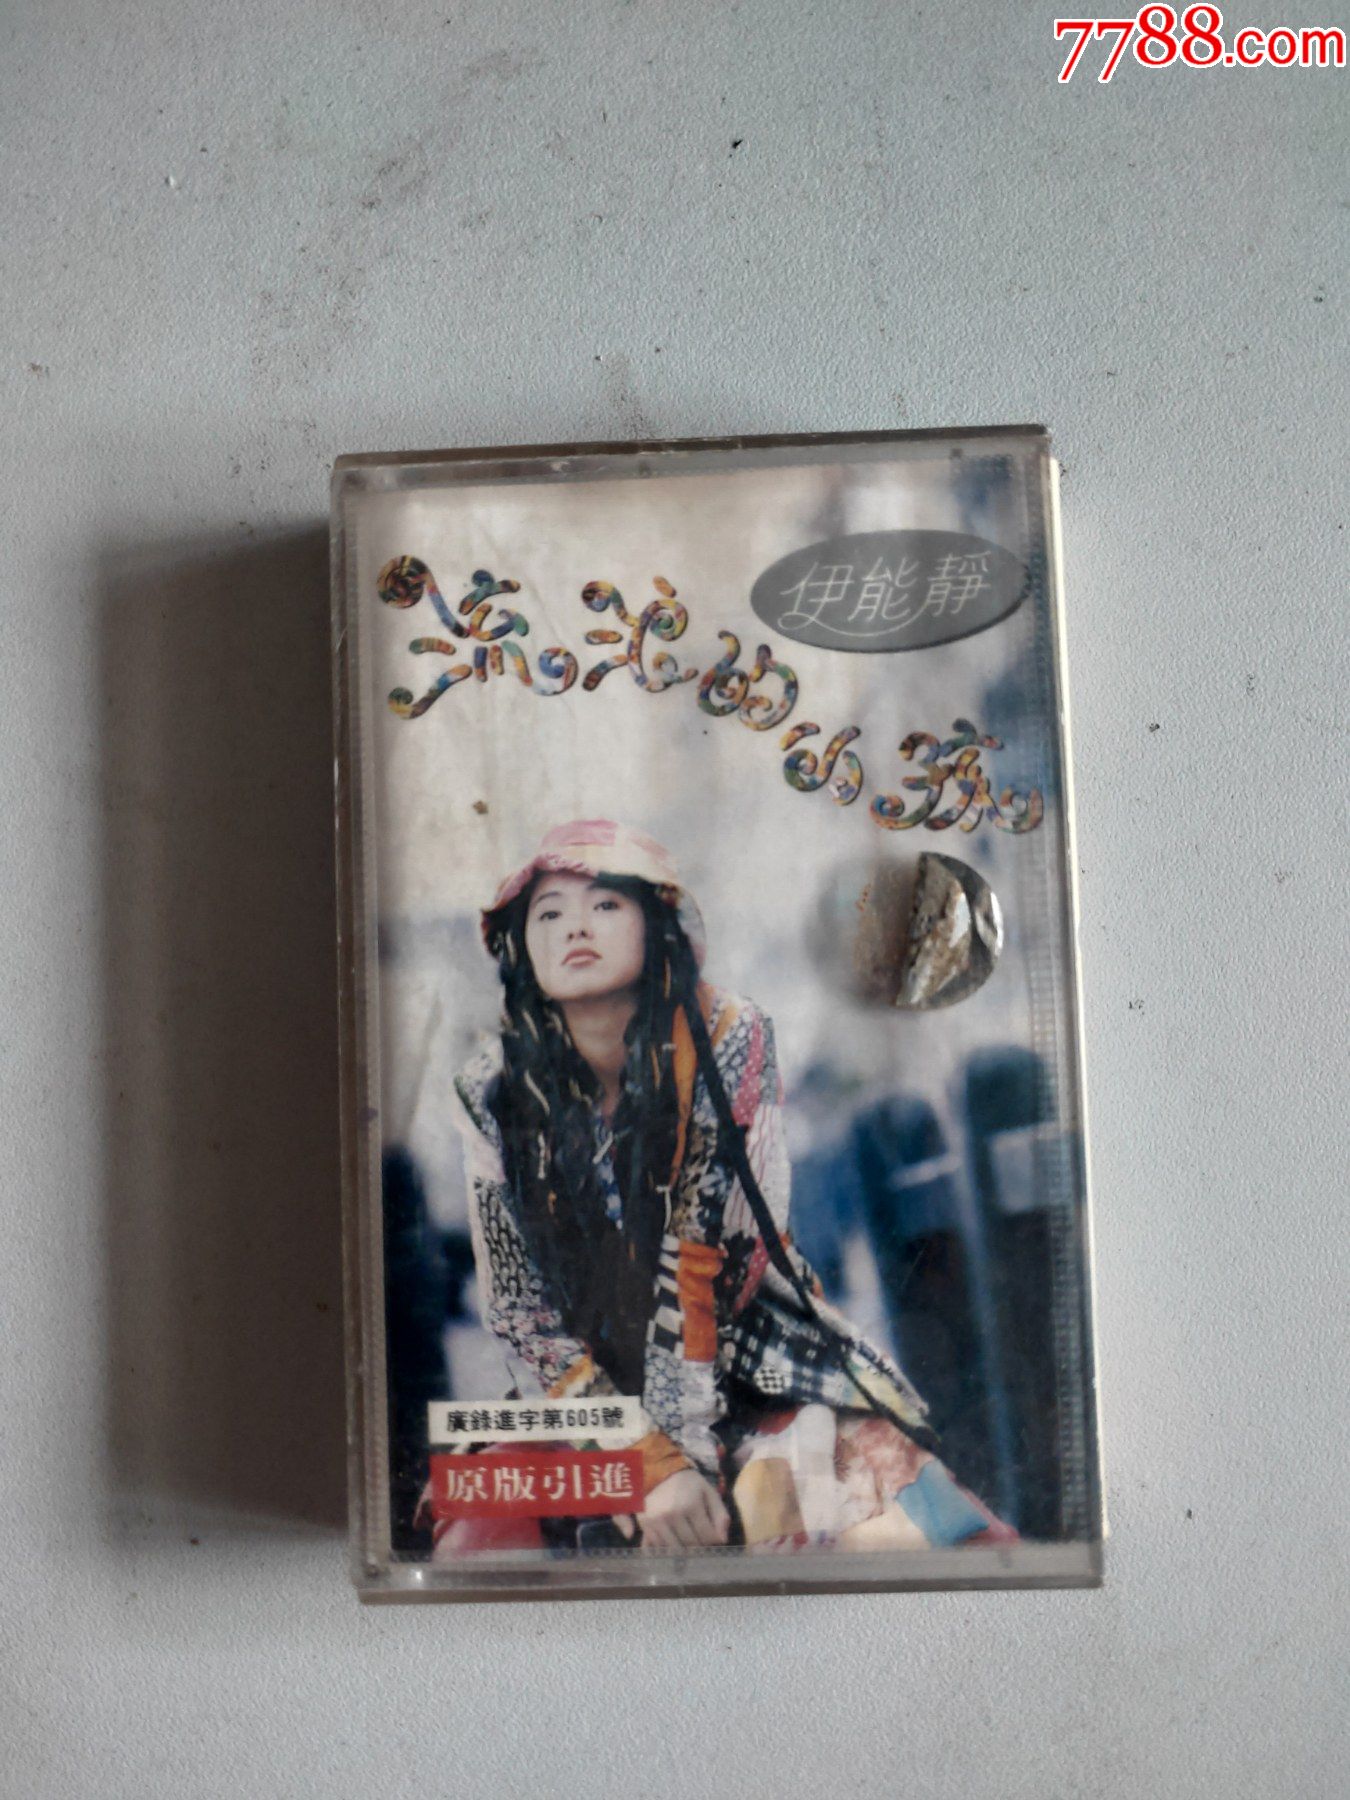 7788.com
伊能靜
流浪的小孩
廣錄進字第605號
原版引進